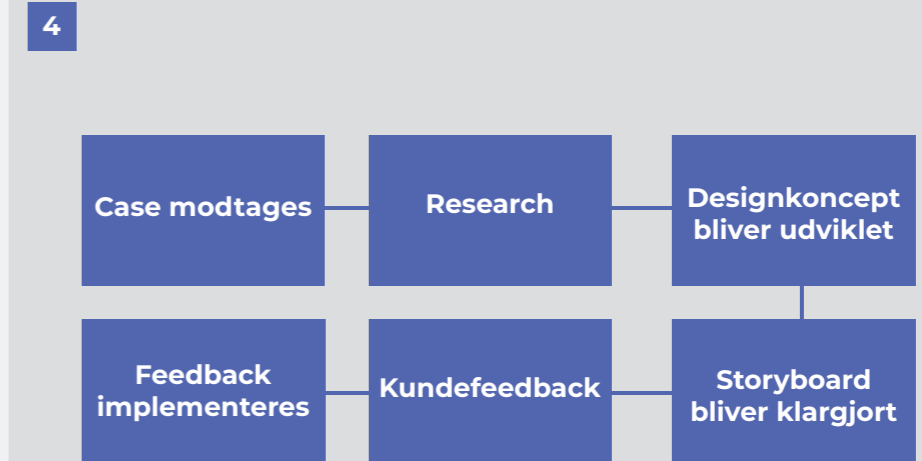 4
Case modtages
Research
Designkoncept
bliver udviklet
Feedback
implementeres
Kundefeedback
Storyboard
bliver klargjort